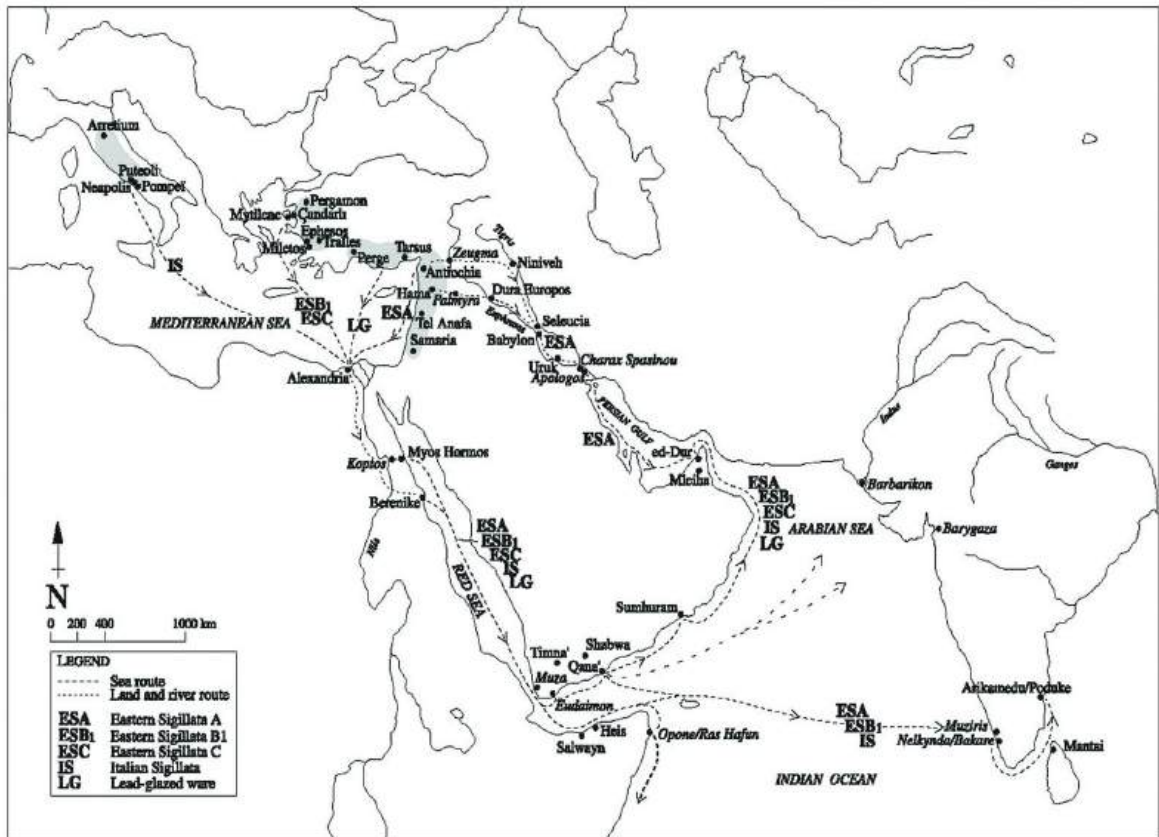 Arretium
Puteoli
Neapolis
Pompeï
Pergamon
Mytilene
Çandarlı
Ephesos
Tralles
Miletos
Perge
Tarsus
Zeugma
Tigris
Niniveh
Antiochia
IS
Hama
Palmyra
Dura Europos
ESB1
ESC
LG
ESA
Euphrates
Seleucia
MEDITERRANEAN SEA
Tel Anafa
Babylon
ESA
Samaria
Uruk
Charax Spasinou
Alexandria
Apologos
PERSIAN GULF
Indus
ESA
Koptos
Myos Hormos
ed-Dur
Mleiha
Ganges
Barbarikon
Berenike
ESA
ESB1
ESC
IS
LG
ARABIAN SEA
Barygaza
Nile
ESA
ESB1
ESC
IS
LG
RED SEA
N
0 200 400 1000 km
Sumhuram
Timna'
Shabwa
Qana'
Muza
Eudaimon
Arikamedu/Poduke
Heis
Salwayn
Opone/Ras Hafun
ESA
ESB1
IS
Muziris
Nelkynda/Bakare
Mantai
INDIAN OCEAN
LEGEND
Sea route
Land and river route
ESA Eastern Sigillata A
ESB1 Eastern Sigillata B1
ESC Eastern Sigillata C
IS Italian Sigillata
LG Lead-glazed ware